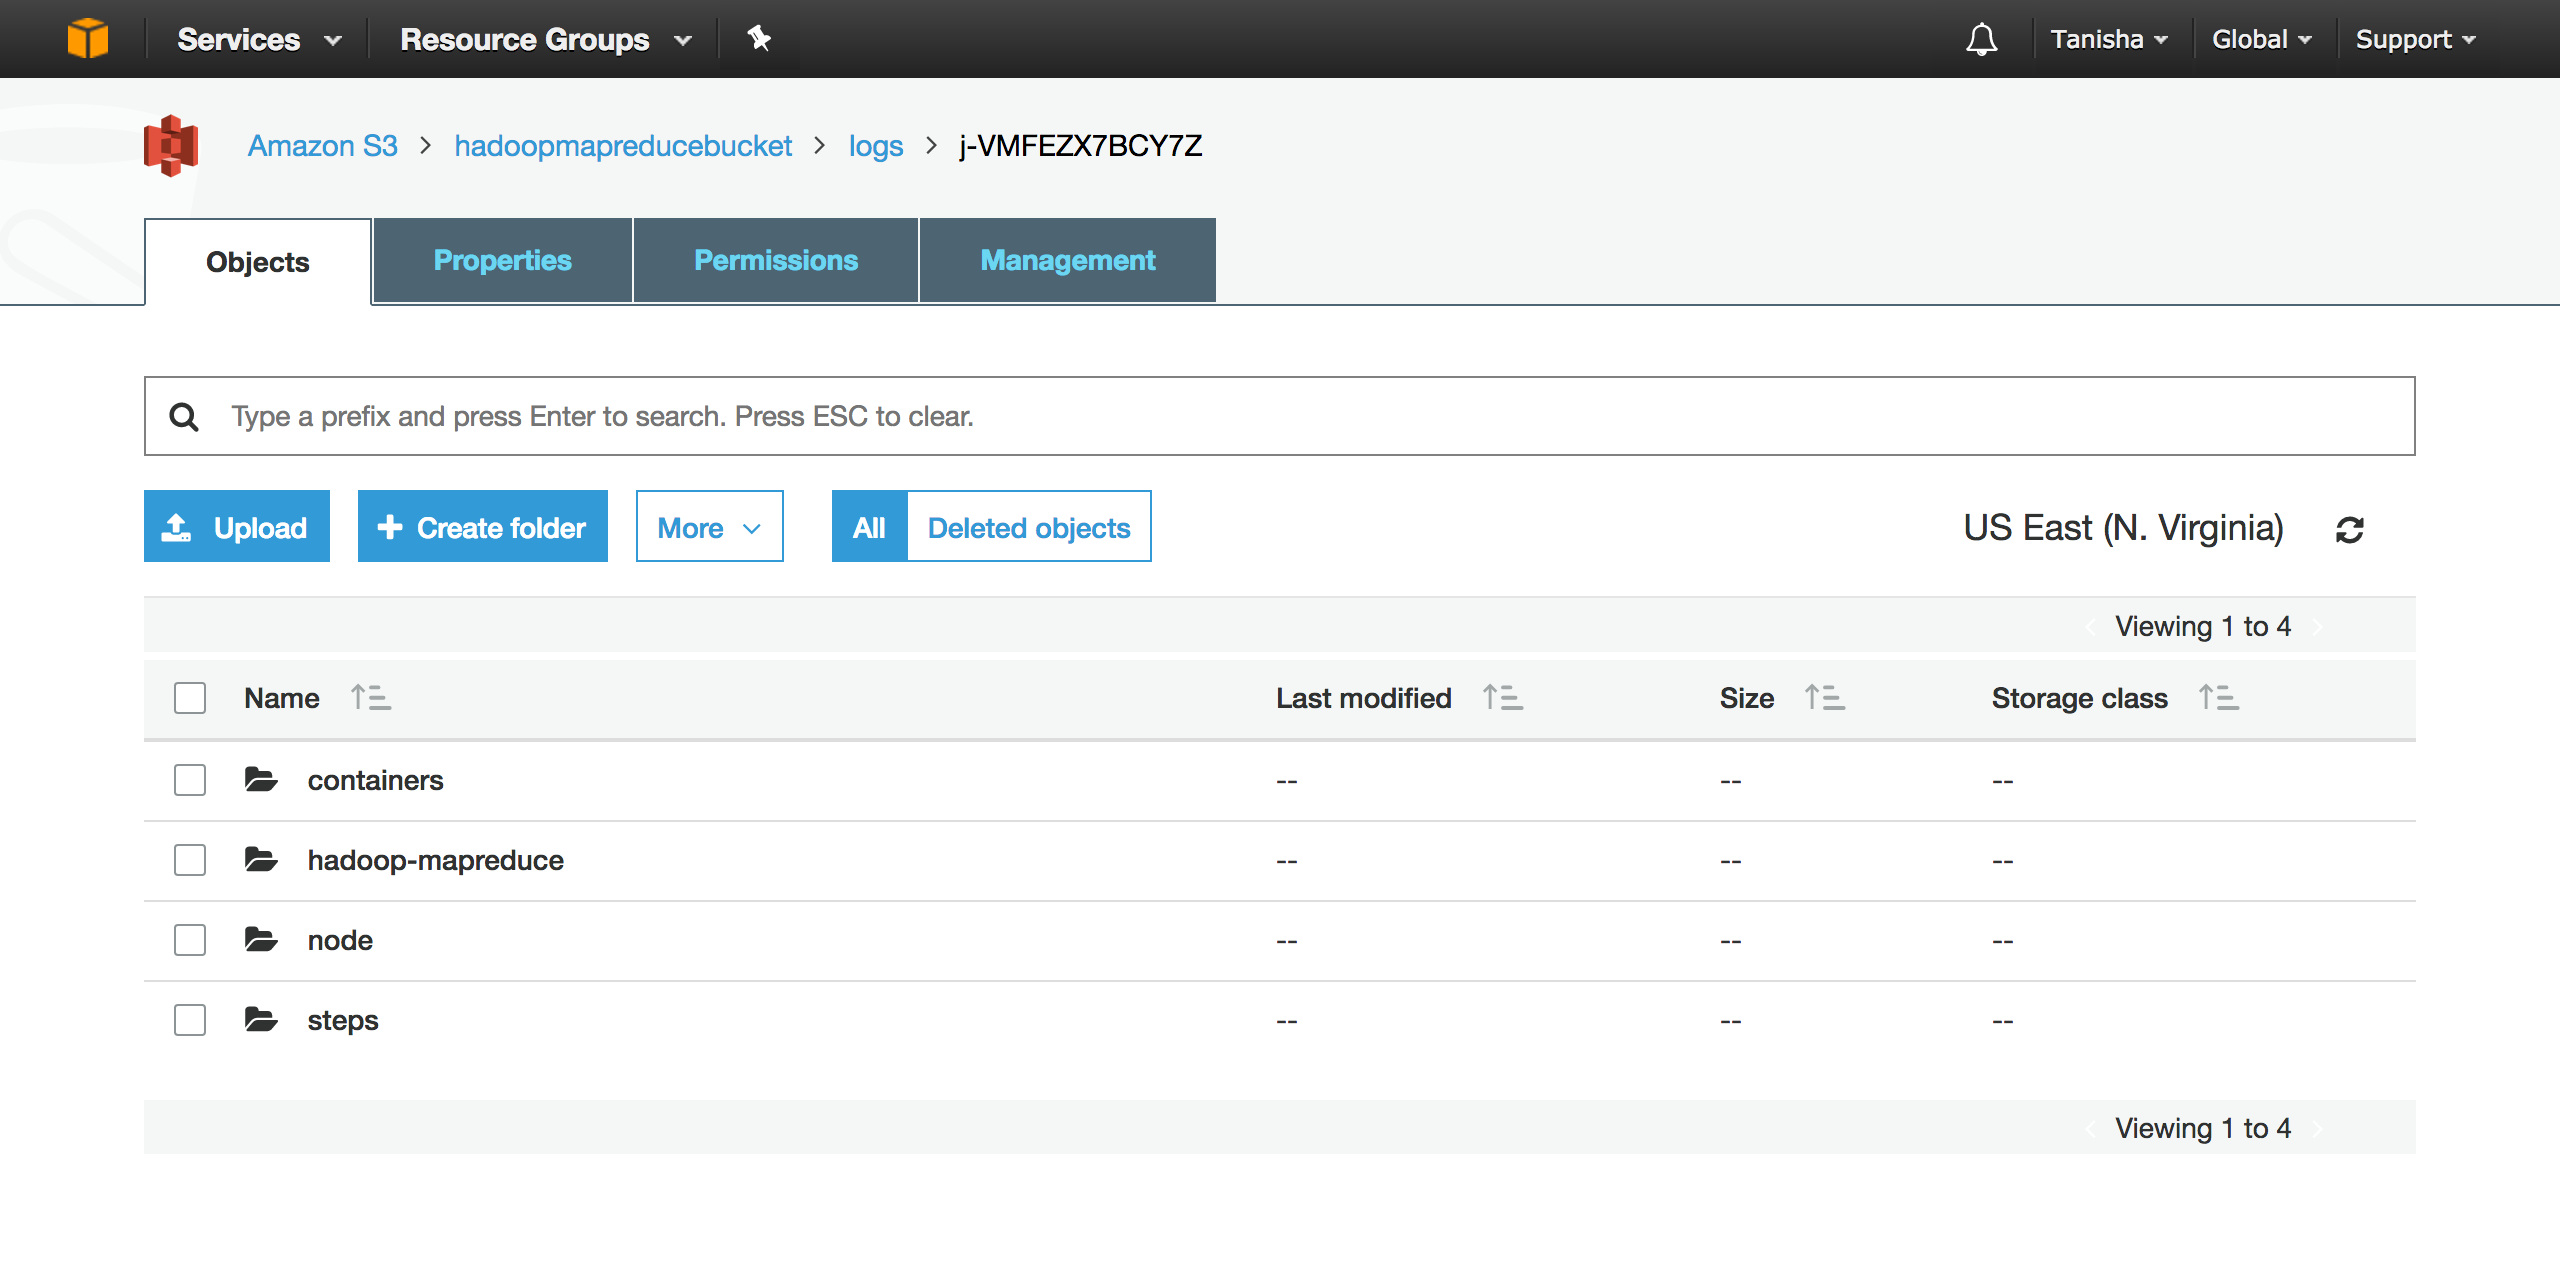 Services Resource Groups Tanisha Global Support
Amazon S3 > hadoopmapreducebucket > logs > j-VMFEZX7BCY7Z
Objects Properties Permissions Management
Type a prefix and press Enter to search. Press ESC to clear.
Upload + Create folder More All Deleted objects US East (N. Virginia)
Viewing 1 to 4
Name Last modified Size Storage class
containers -- -- --
hadoop-mapreduce -- -- --
node -- -- --
steps -- -- --
Viewing 1 to 4